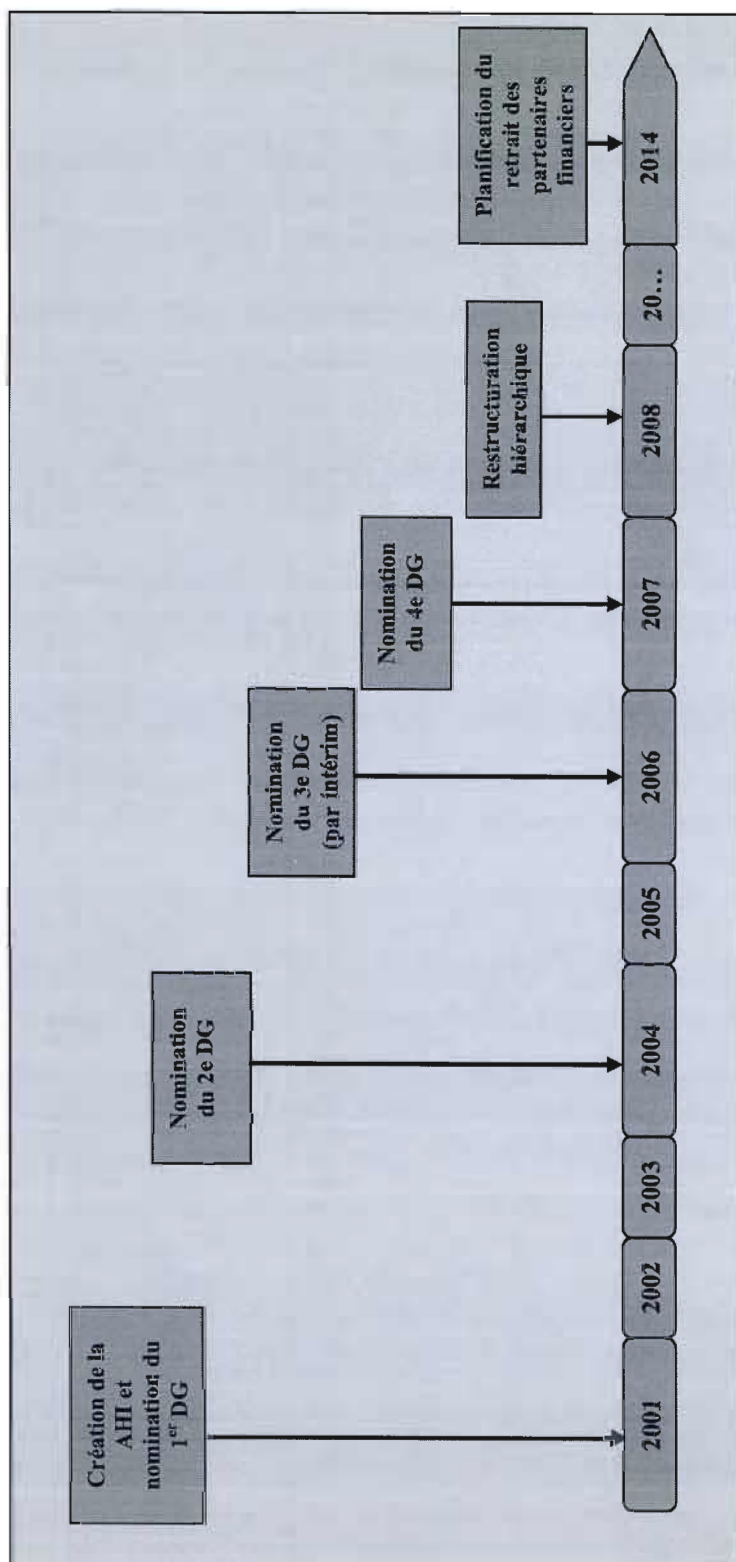 Création de la
AHI et
nomination du
1er DG
Nomination
du 2e DG
Nomination
du 3e DG
(par intérim)
Nomination
du 4e DG
Restructuration
hiérarchique
Planification du
retrait des
partenaires
financiers
2001
2002
2003
2004
2005
2006
2007
2008
20...
2014